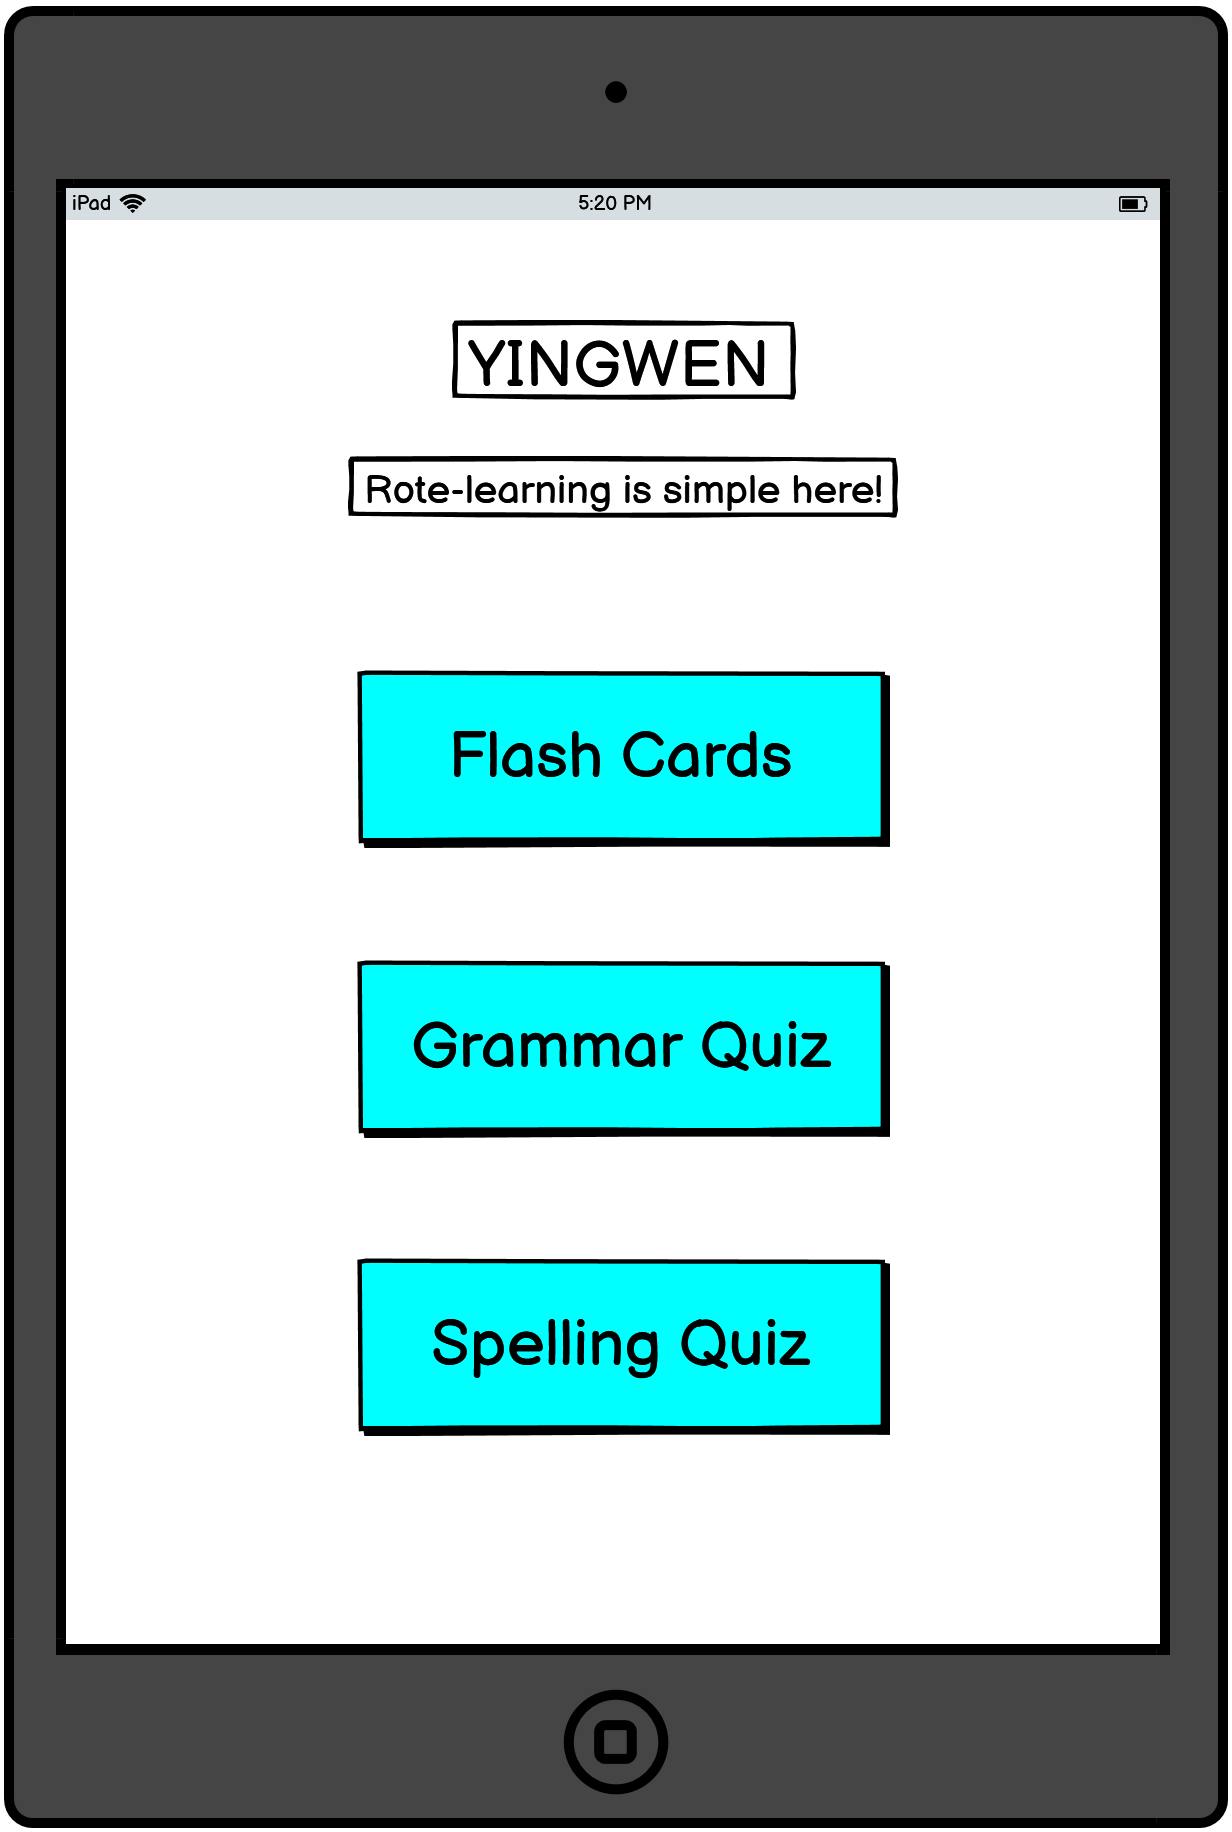 iPad 5:20 PM
YINGWEN
Rote-learning is simple here!
Flash Cards
Grammar Quiz
Spelling Quiz